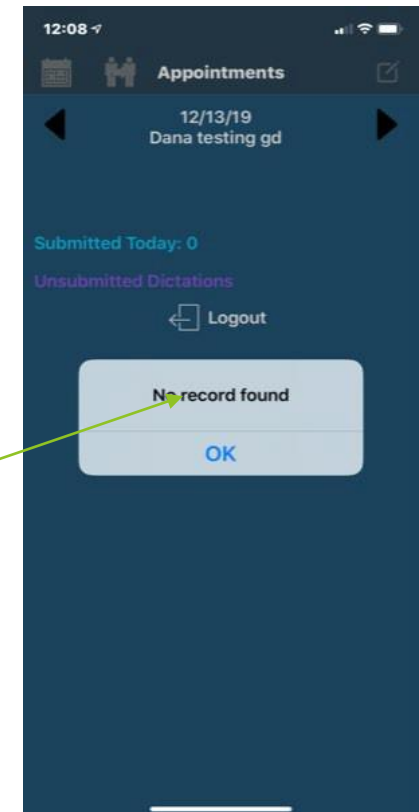 12:08
Appointments
12/13/19
Dana testing gd
Submitted Today: 0
Unsubmitted Dictations
Logout
No record found
OK